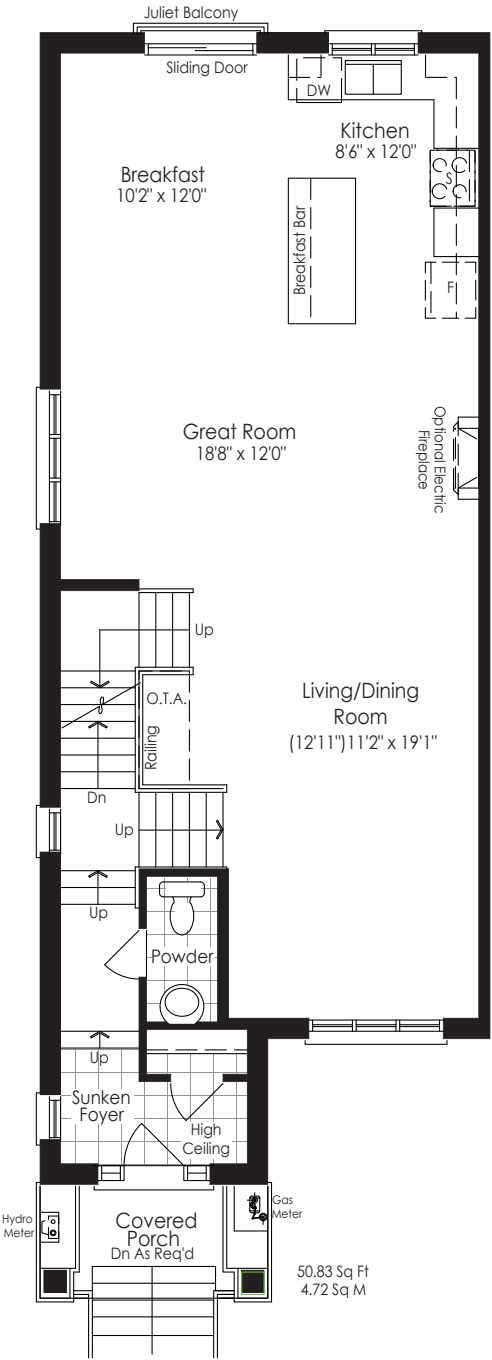 Juliet Balcony
Sliding Door
DW
Kitchen
8'6" x 12'0"
Breakfast
10'2" x 12'0"
S
Breakfast Bar
F
Great Room
18'8" x 12'0"
Optional Electric
Fireplace
Up
O.T.A.
Railing
Living/Dining
Room
(12'11")11'2" x 19'1"
Dn
Up
Up
Powder
Up
Sunken
Foyer
High
Ceiling
Hydro
Meter
Gas
Meter
Covered
Porch
Dn As Req'd
50.83 Sq Ft
4.72 Sq M